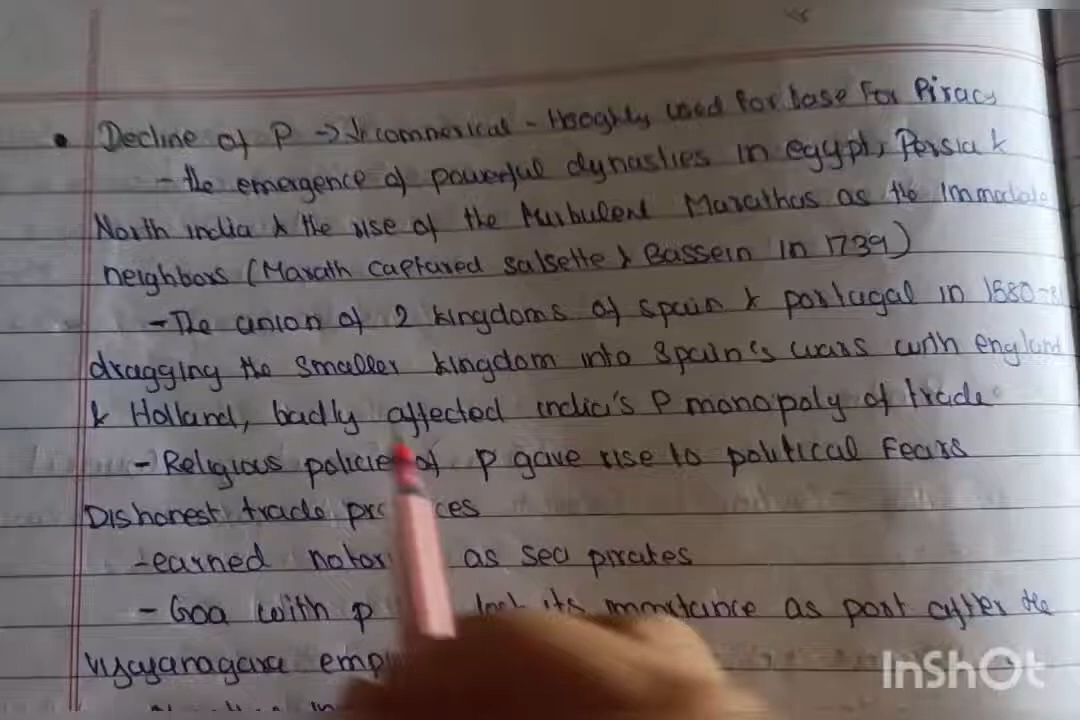 • Decline of P → ↓ commerical - Hooghly used for base for Piracy
- the emergence of powerful dynasties in egypt, Persia &
North india & the rise of the turbulent Marathas as the immediate
neighbors (Marath captured salsette & Bassein in 1739)
- The union of 2 kingdoms of spain & portugal in 1580-81
dragging the smaller kingdom into spain's wars with england
& Holland, badly affected india's P monopoly of trade
- Religious policies of P gave rise to political fears
Dishonest trade
- earned as sea pirates
- Goa with P lost its importance as port after the
vijayanagara
InShOt